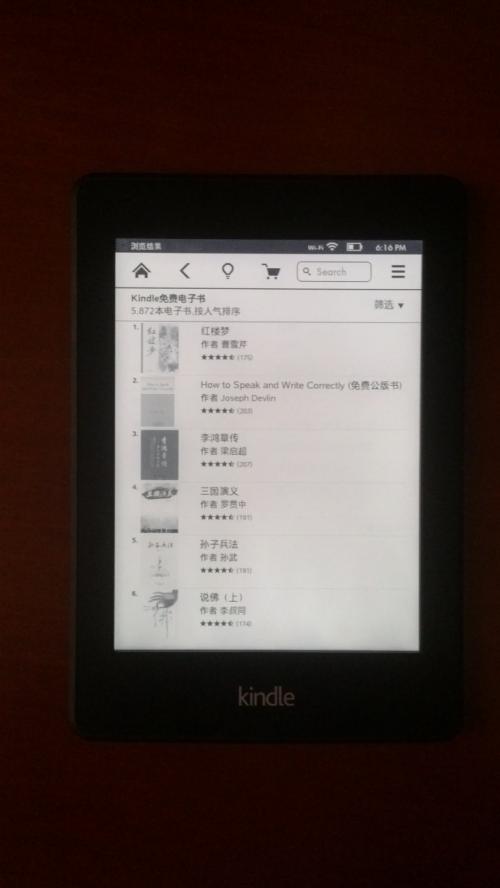 浏览结果 Wi-Fi 6:16 PM
Search
Kindle免费电子书
5,872本电子书,按人气排序 筛选
1. 红楼梦
作者 曹雪芹
(175)
2. How to Speak and Write Correctly (免费公版书)
作者 Joseph Devlin
(203)
3. 李鸿章传
作者 梁启超
(207)
4. 三国演义
作者 罗贯中
(191)
5. 孙子兵法
作者 孙武
(191)
6. 说佛（上）
作者 李叔同
(174)
kindle